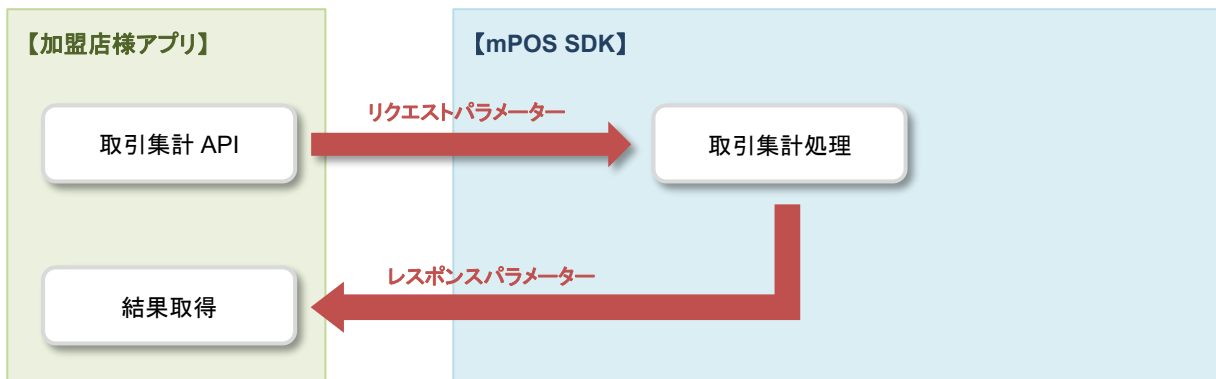 【加盟店様アプリ】
【mPOS SDK】
リクエストパラメーター
取引集計 API
取引集計処理
レスポンスパラメーター
結果取得